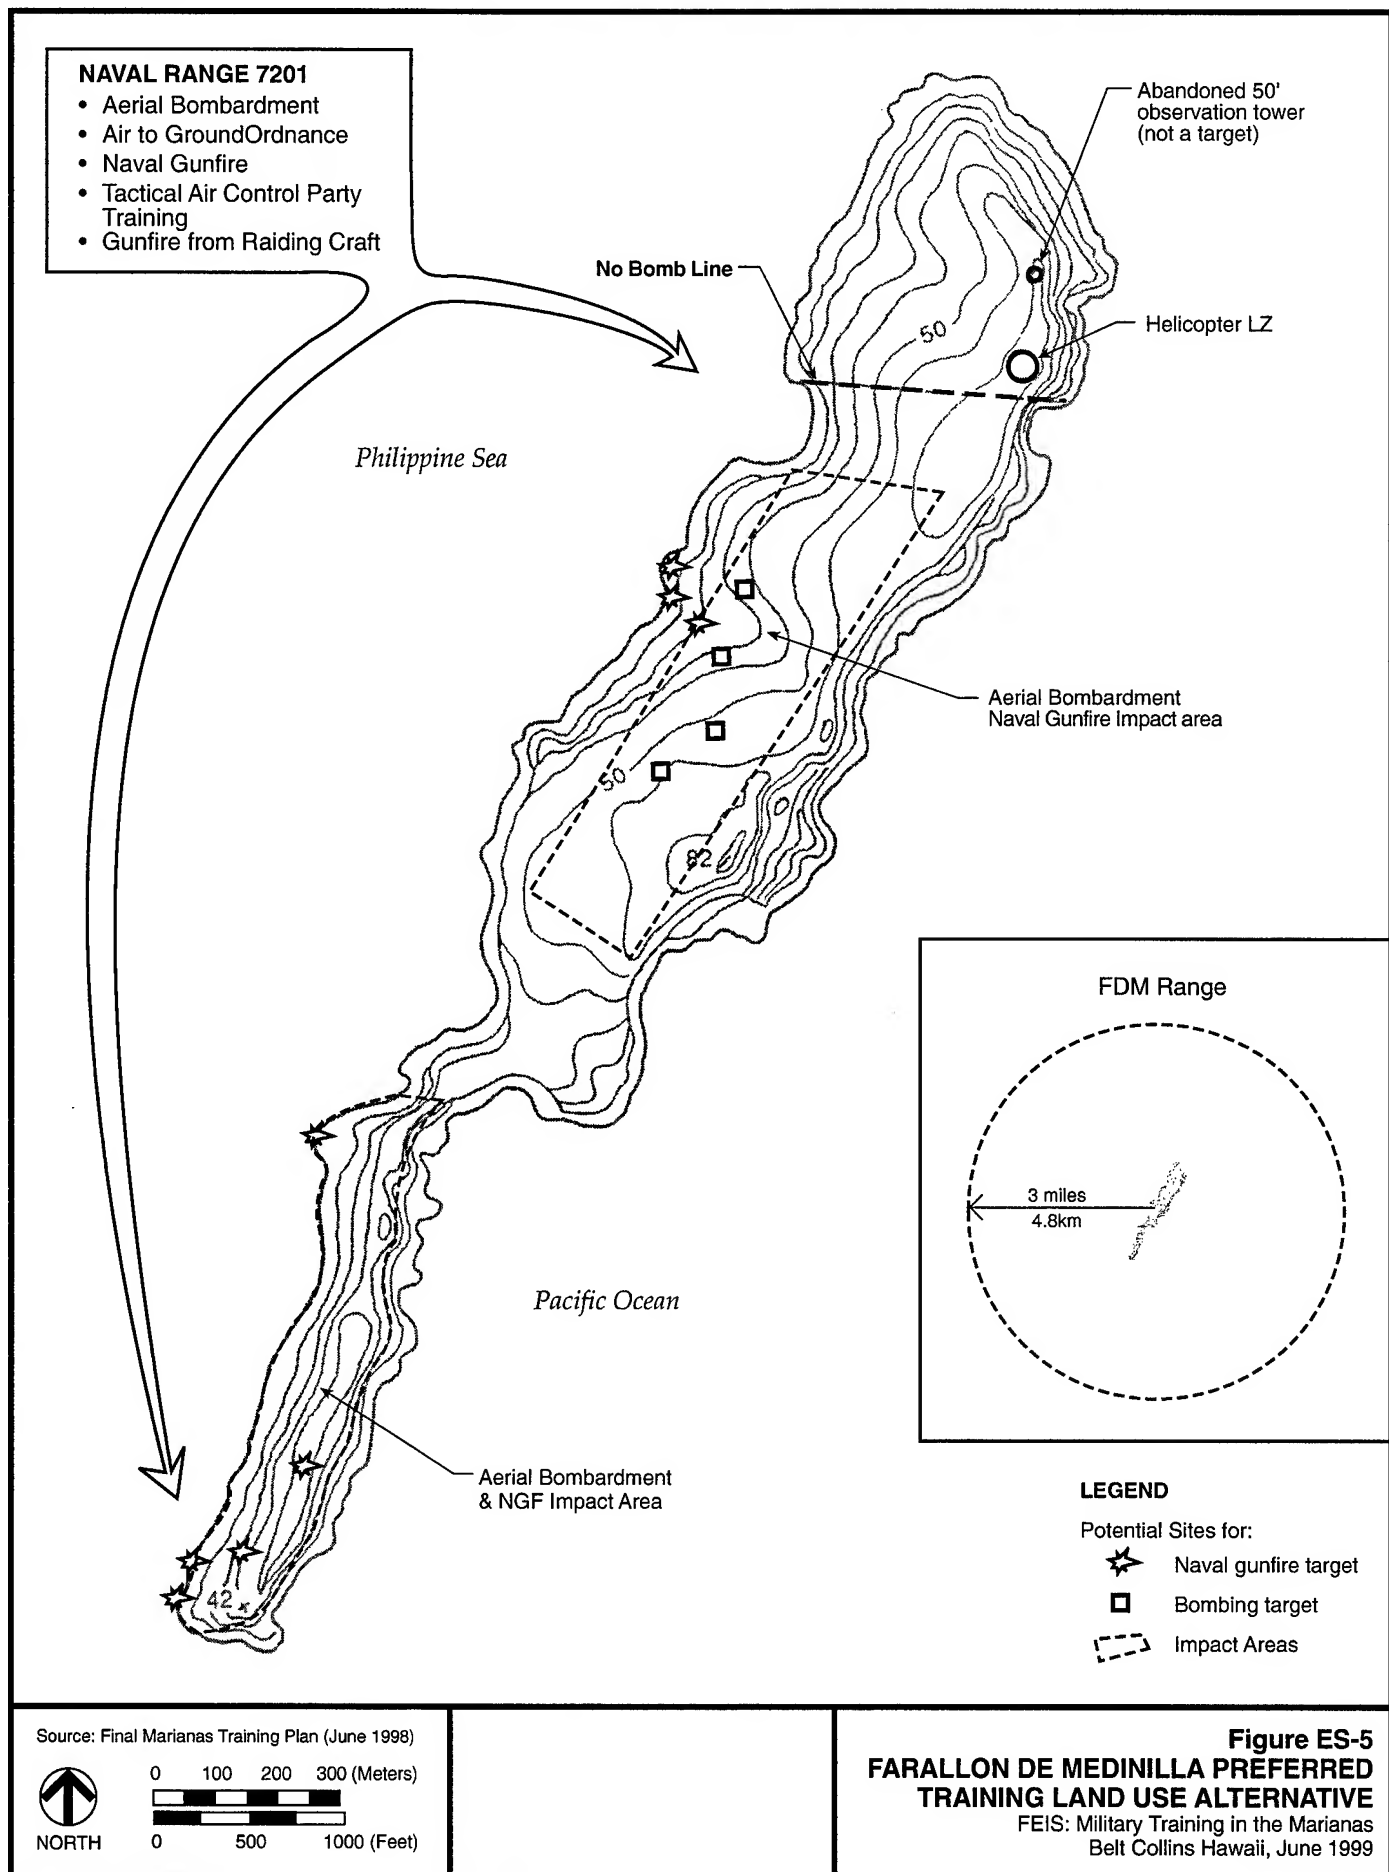 NAVAL RANGE 7201
• Aerial Bombardment
• Air to GroundOrdnance
• Naval Gunfire
• Tactical Air Control Party
Training
• Gunfire from Raiding Craft
Abandoned 50'
observation tower
(not a target)
No Bomb Line
50
Helicopter LZ
Philippine Sea
Aerial Bombardment
Naval Gunfire Impact area
50
82
FDM Range
3 miles
4.8km
Pacific Ocean
Aerial Bombardment
& NGF Impact Area
42 x
LEGEND
Potential Sites for:
Naval gunfire target
Bombing target
Impact Areas
Source: Final Marianas Training Plan (June 1998)
0 100 200 300 (Meters)
0 500 1000 (Feet)
NORTH
Figure ES-5
FARALLON DE MEDINILLA PREFERRED
TRAINING LAND USE ALTERNATIVE
FEIS: Military Training in the Marianas
Belt Collins Hawaii, June 1999